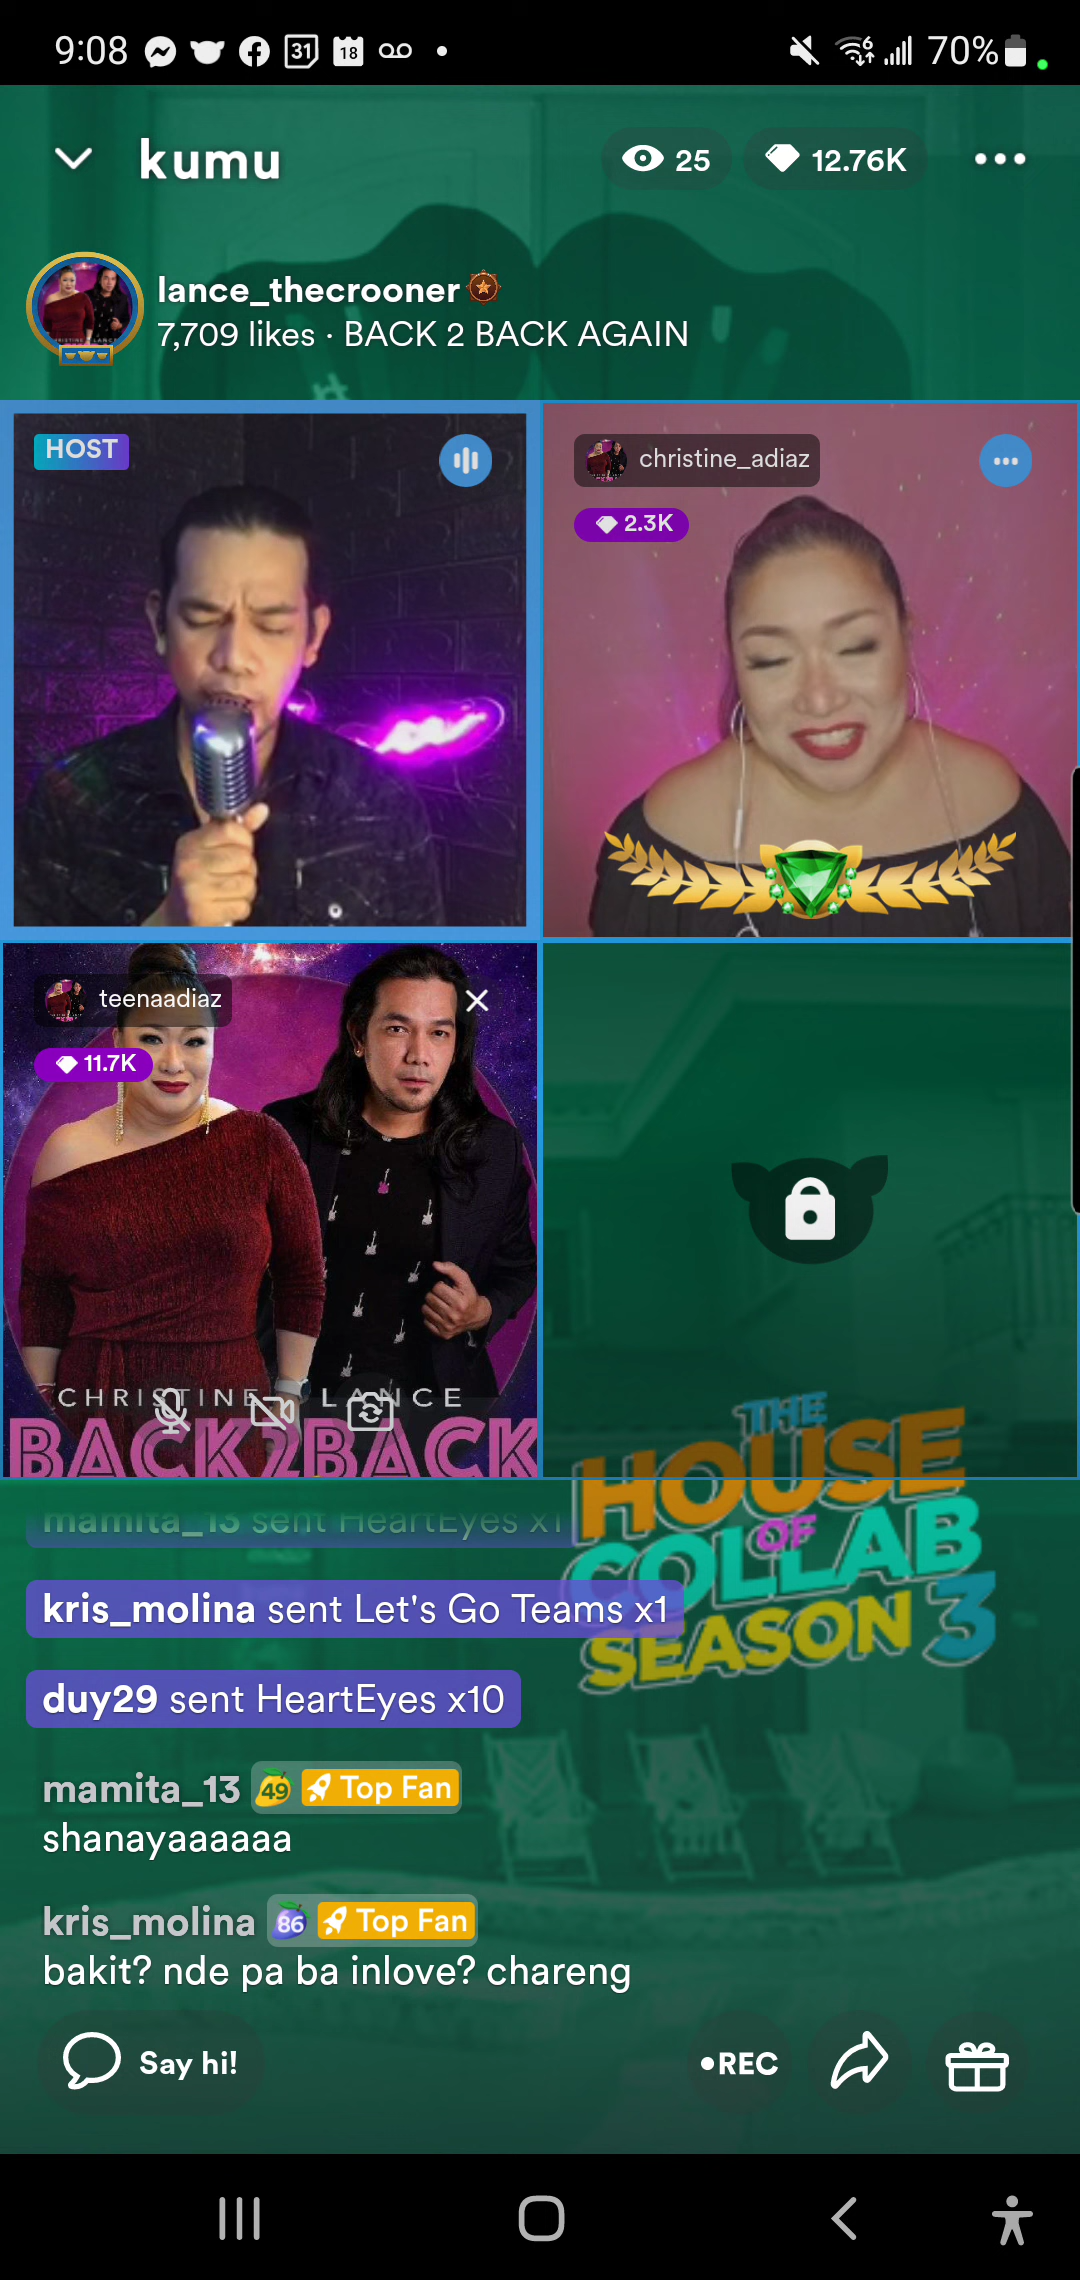 9:08 31 18 70%
kumu 25 12.76K
lance_thecrooner
7,709 likes · BACK 2 BACK AGAIN
HOST
christine_adiaz
2.3K
teenaadiaz
11.7K
CHRISTINE LANCE
BACK2BACK
THE
HOUSE
OF
COLLAB
SEASON 3
mamita_13 sent HeartEyes x1
kris_molina sent Let's Go Teams x1
duy29 sent HeartEyes x10
mamita_13 49 Top Fan
shanayaaaaaa
kris_molina 86 Top Fan
bakit? nde pa ba inlove? chareng
Say hi! •REC